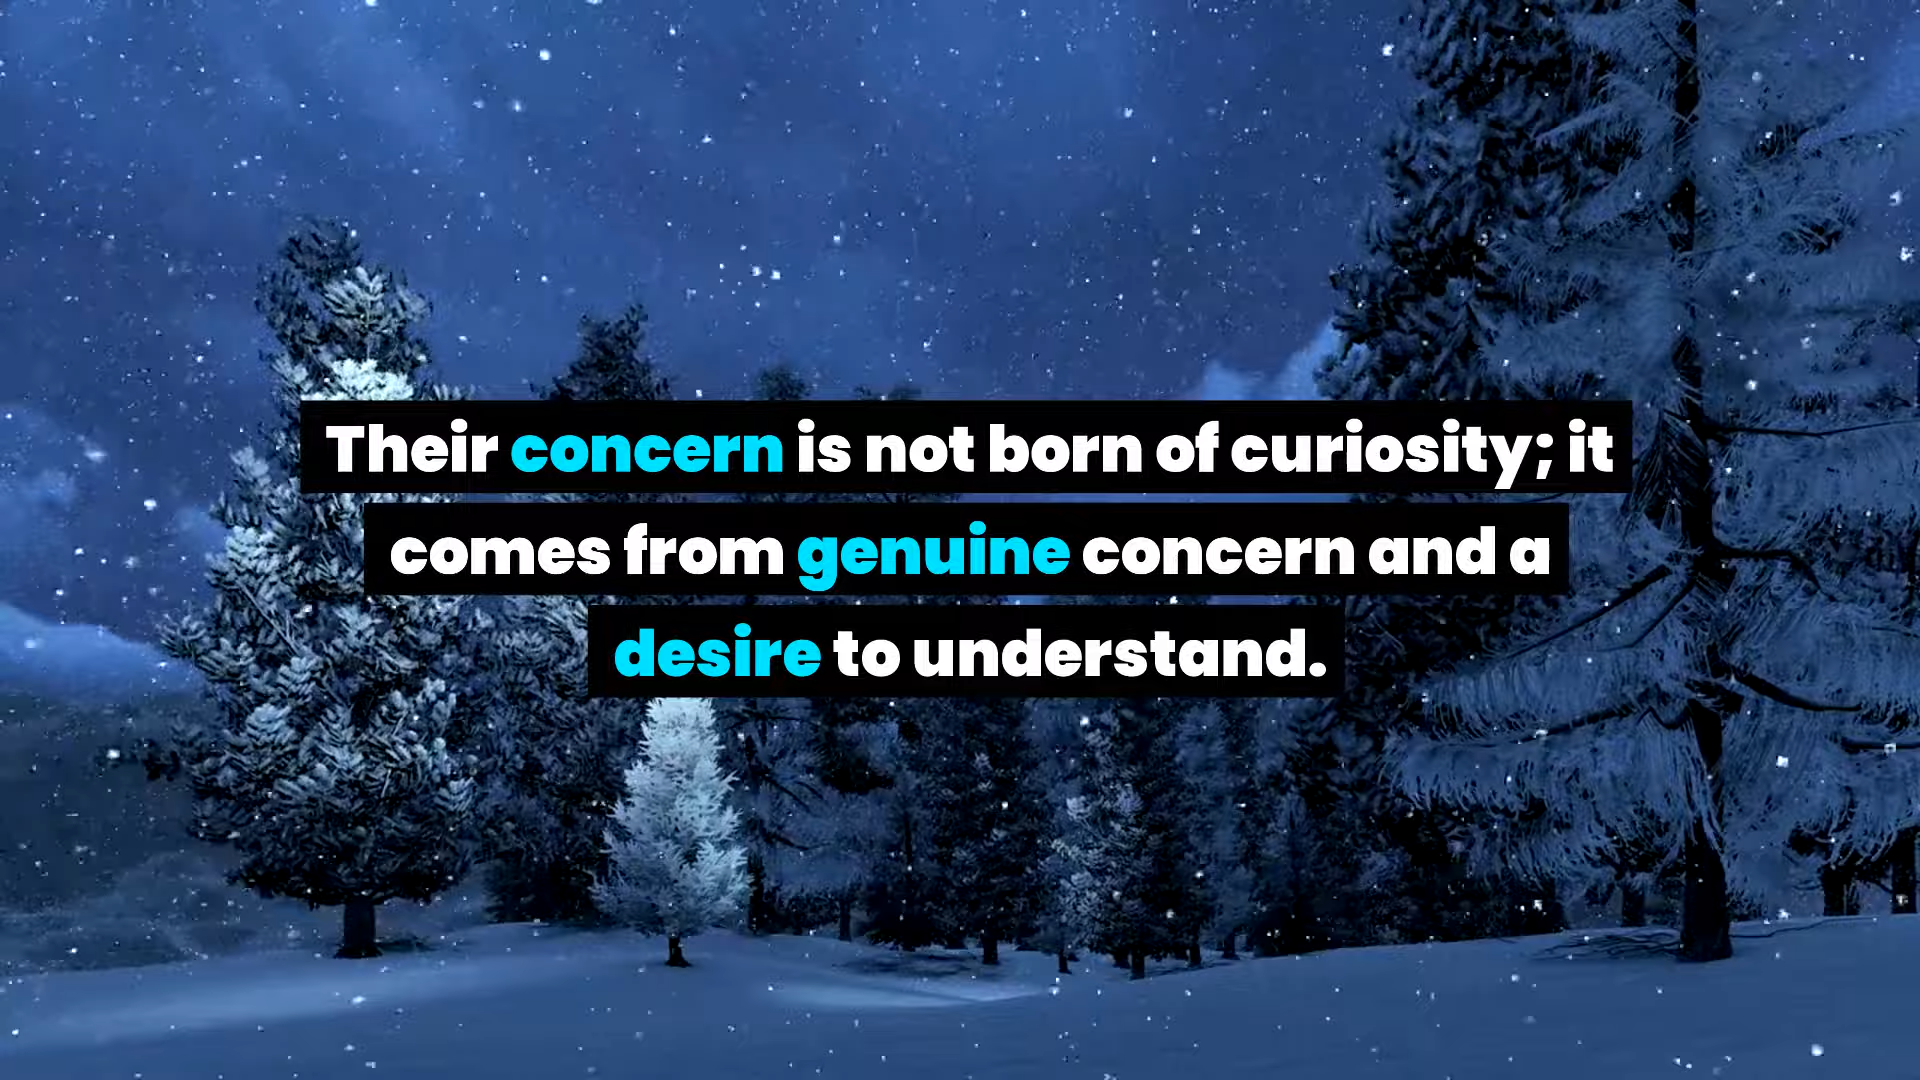 Their concern is not born of curiosity; it
comes from genuine concern and a
desire to understand.